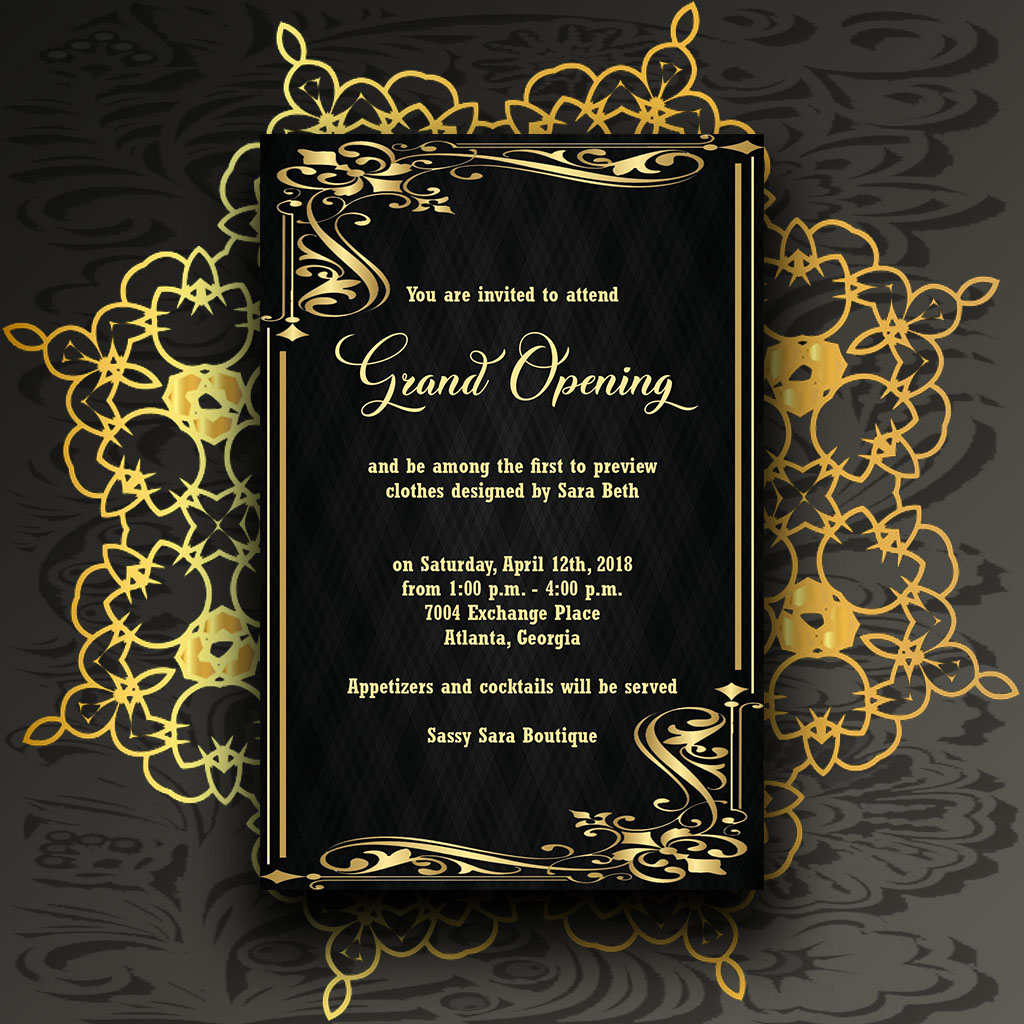 You are invited to attend
Grand Opening
and be among the first to preview
clothes designed by Sara Beth
on Saturday, April 12th, 2018
from 1:00 p.m. - 4:00 p.m.
7004 Exchange Place
Atlanta, Georgia
Appetizers and cocktails will be served
Sassy Sara Boutique